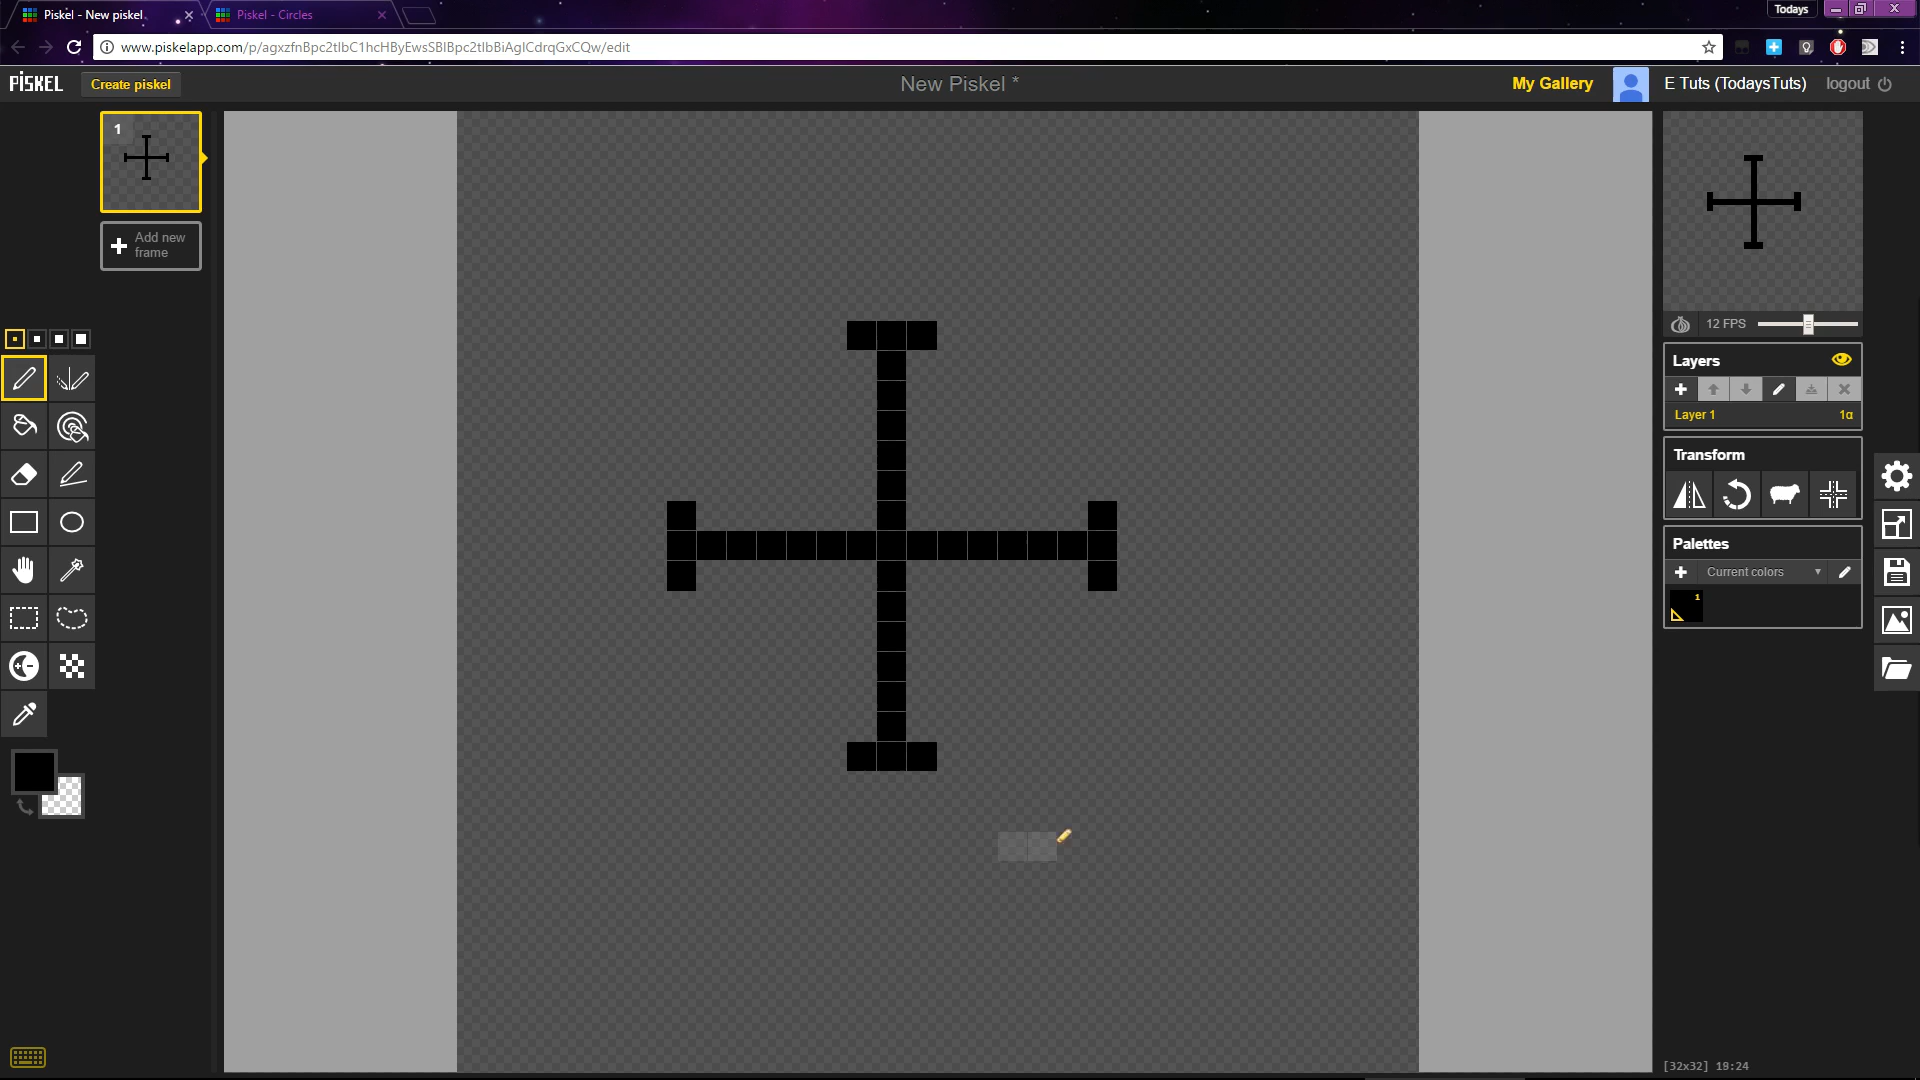 Piskel - New piskel
Piskel - Circles
Todays
www.piskelapp.com/p/agxzfnBpc2tlbC1hcHByEwsSBlBpc2tlbBiAgICdrqGxCQw/edit
PISKEL
Create piskel
New Piskel *
My Gallery
E Tuts (TodaysTuts)
logout
1
Add new
frame
12 FPS
Layers
Layer 1
1α
Transform
Palettes
Current colors
1
[32x32] 19:24